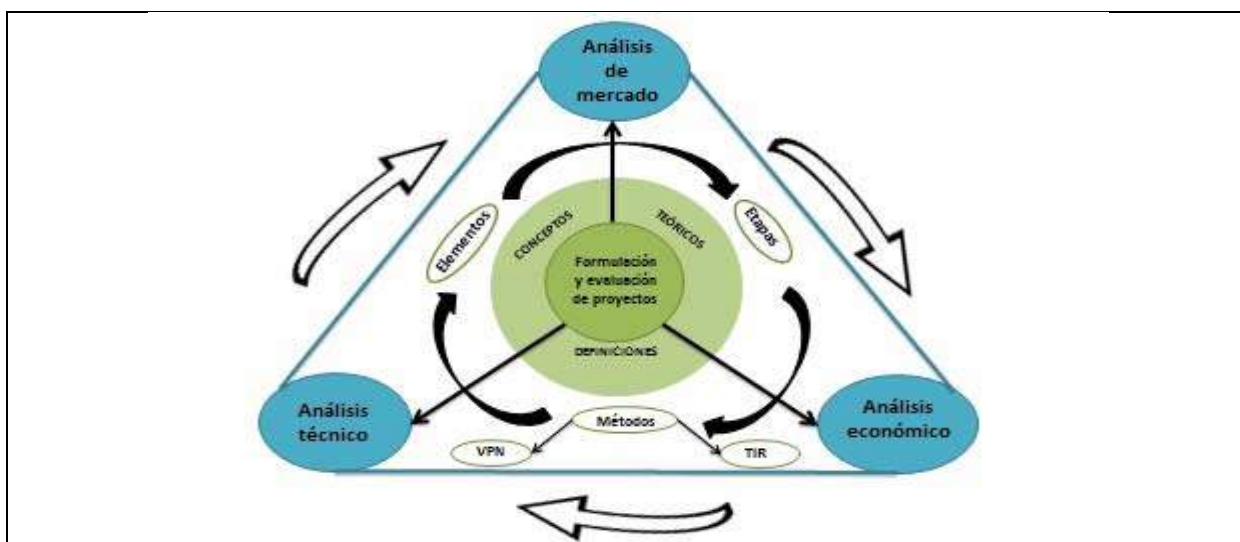 Análisis
de
mercado
Elementos
CONCEPTOS
TEÓRICOS
Etapas
Formulación
y evaluación
de proyectos
DEFINICIONES
Análisis
técnico
Métodos
VPN
TIR
Análisis
económico